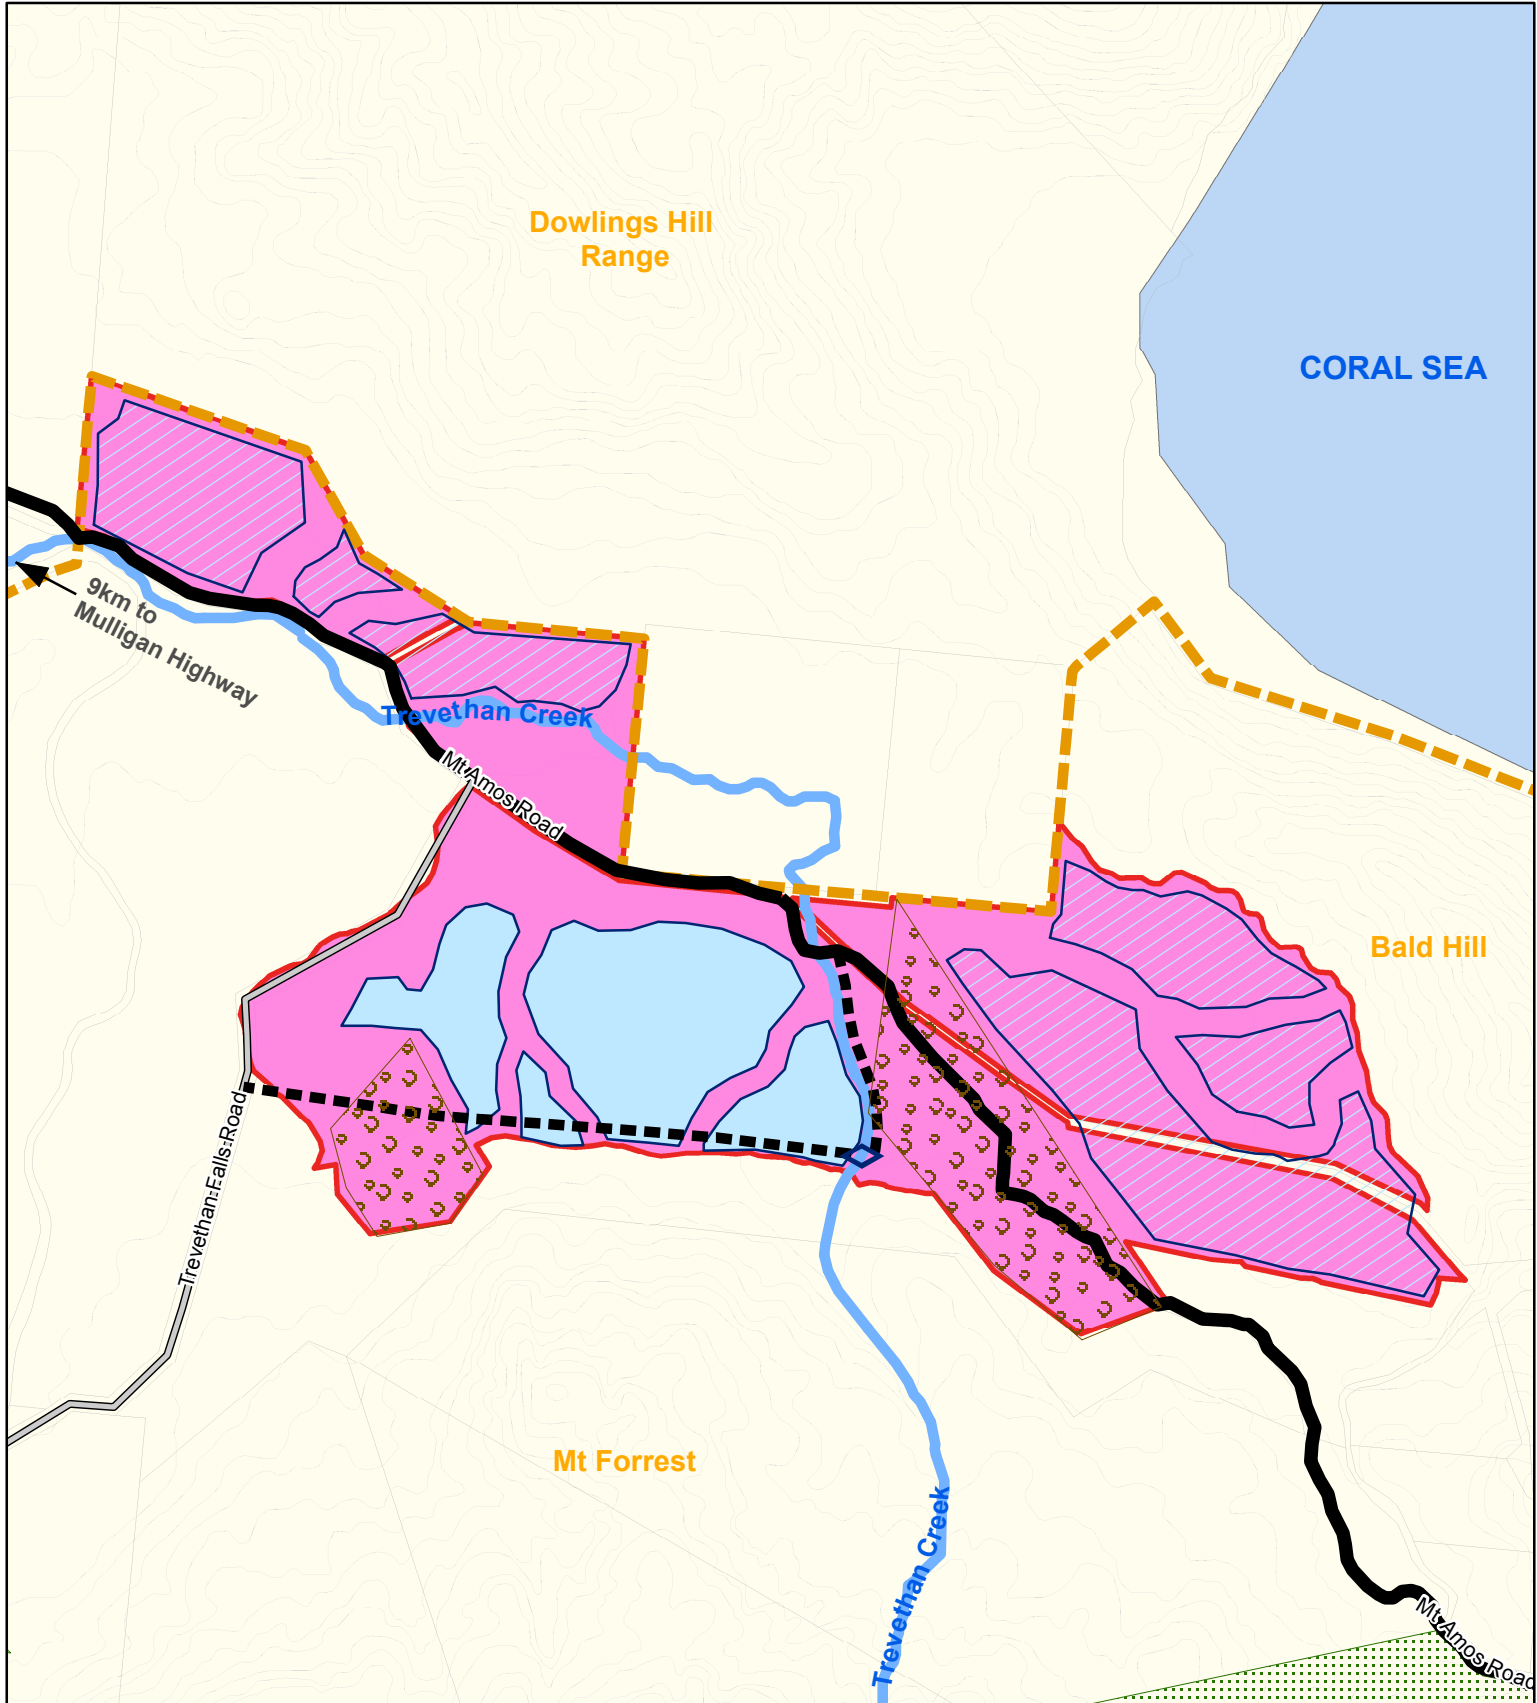 Dowlings Hill
Range
CORAL SEA
9km to
Mulligan Highway
Trevethan Creek
Mt Amos Road
Bald Hill
Trevethan Falls Road
Mt Forrest
Trevethan Creek
Mt Amos Road